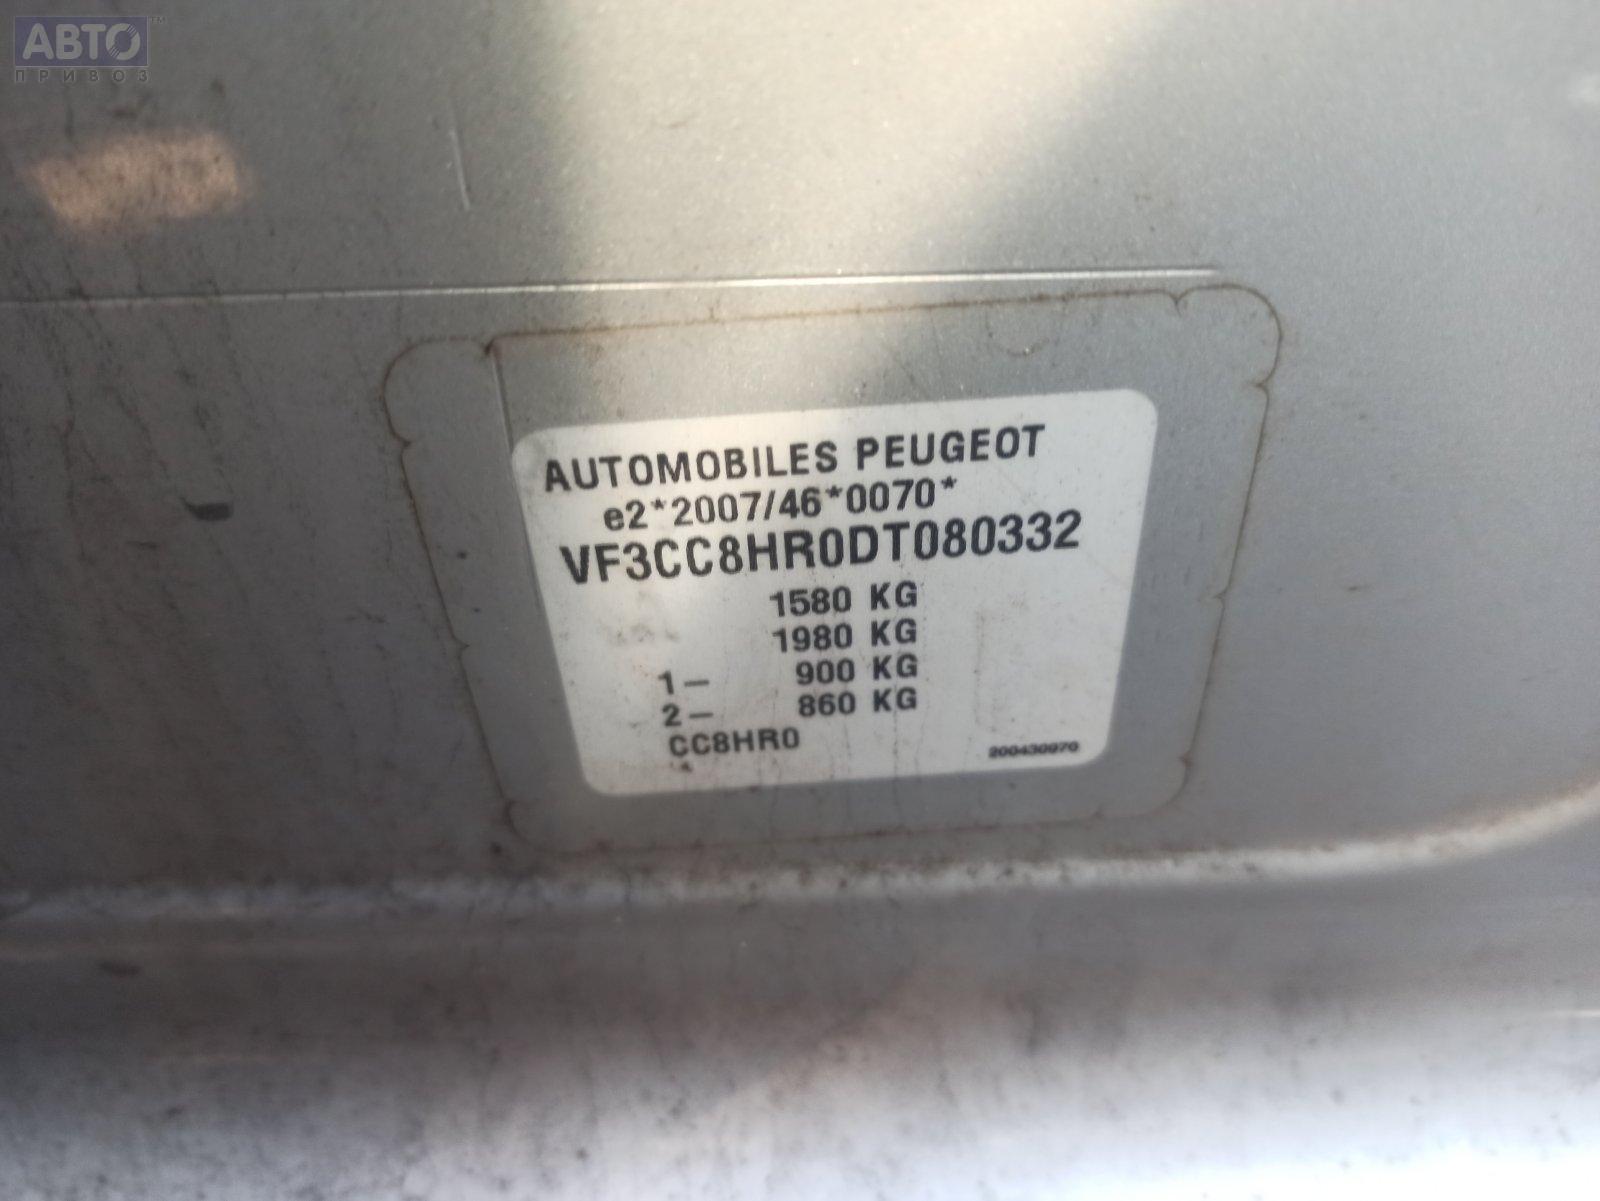 АВТО™
ПРИВОЗ
AUTOMOBILES PEUGEOT
e2*2007/46*0070*
VF3CC8HR0DT080332
1580 KG
1980 KG
1– 900 KG
2– 860 KG
CC8HR0
200430970